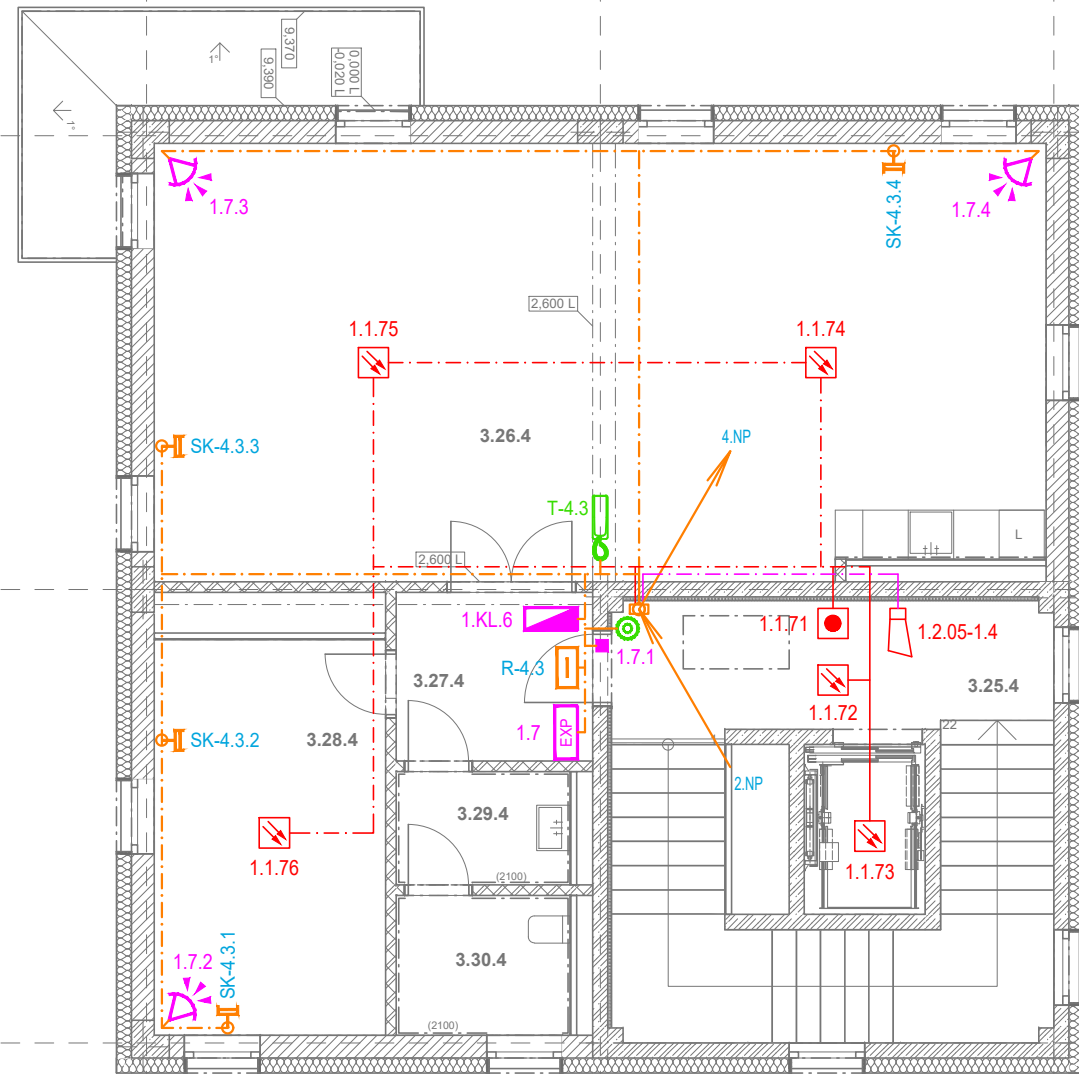 9,370
9,390
0,000 L
-0,020 L
1°
1°
1.7.3
1.7.4
SK-4.3.4
2,600 L
1.1.75
1.1.74
3.26.4
4.NP
SK-4.3.3
T-4.3
L
2,600 L
1.KL.6
1.1.71
1.2.05-1.4
1.7.1
R-4.3
3.27.4
3.25.4
1.1.72
22
1.7
EXP
3.28.4
SK-4.3.2
2.NP
3.29.4
1.1.76
1.1.73
(2100)
SK-4.3.1
1.7.2
3.30.4
(2100)